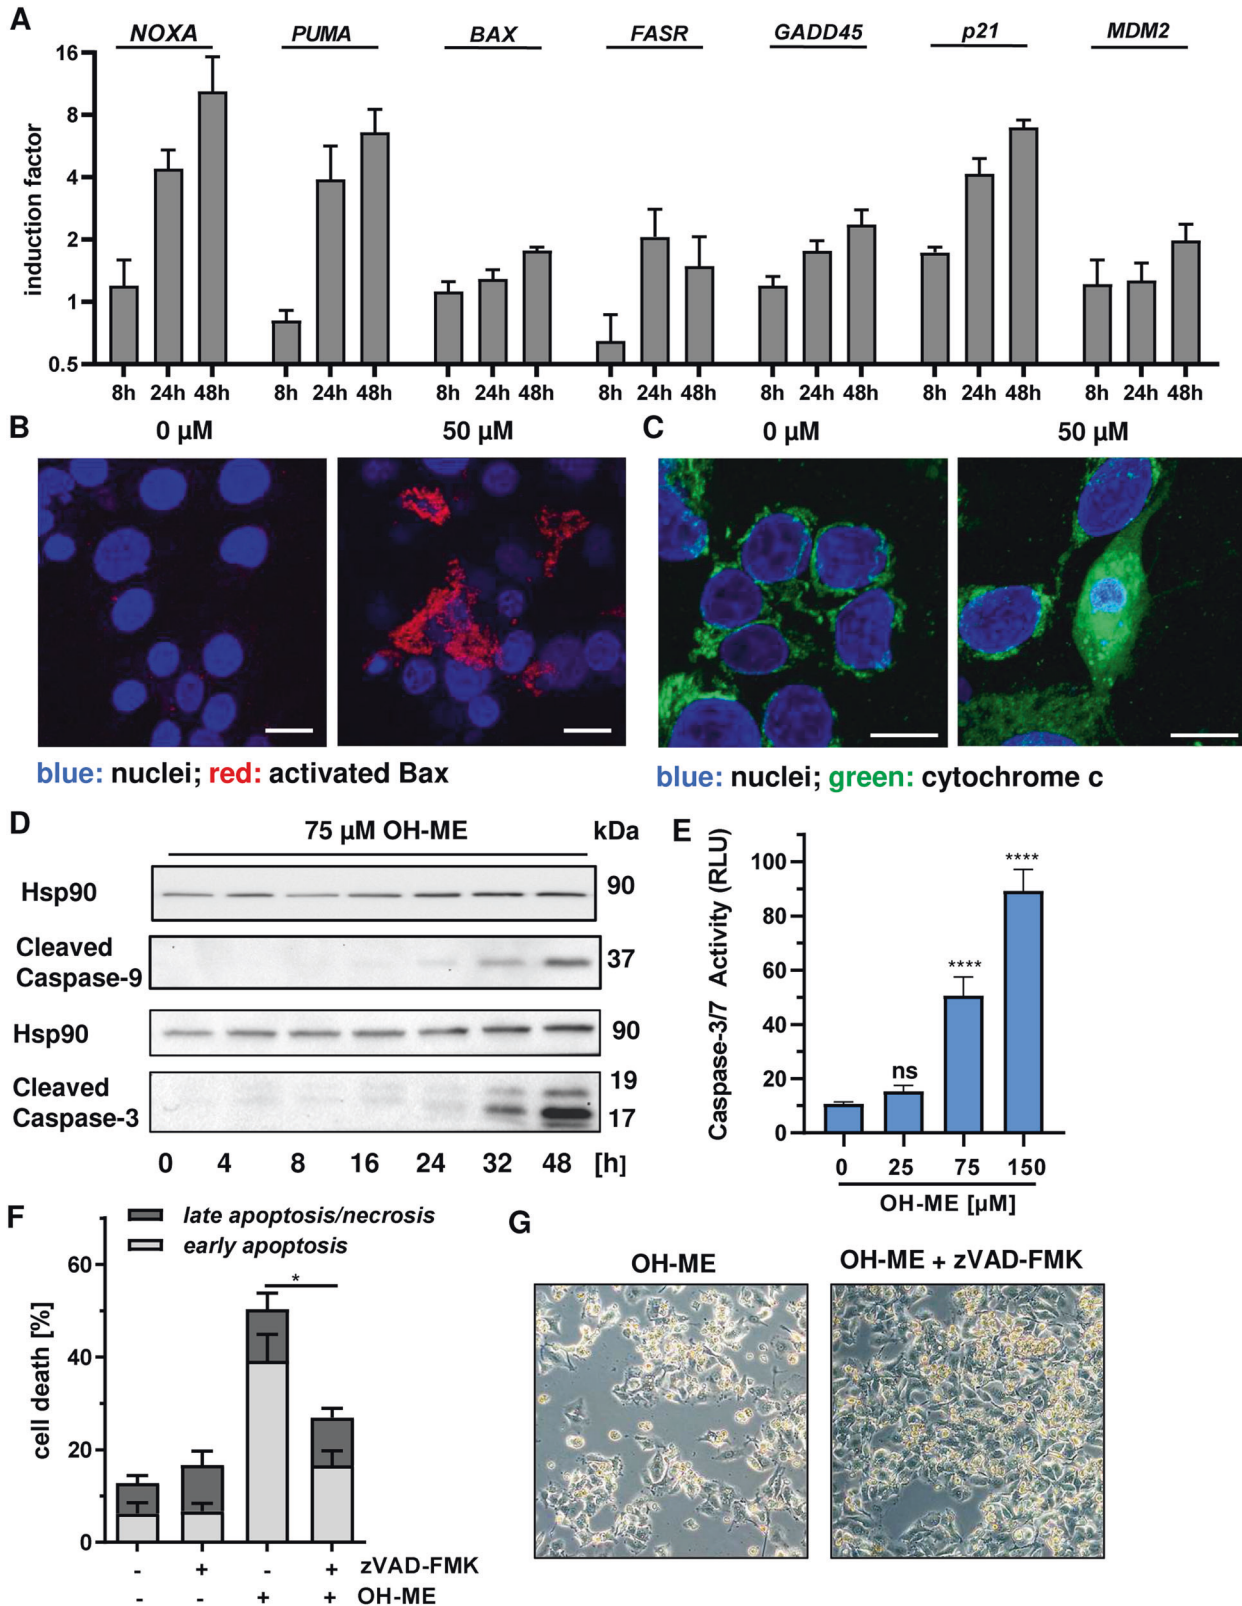 A
NOXA PUMA BAX FASR GADD45 p21 MDM2
16
8
4
2
1
0.5
induction factor
8h 24h 48h 8h 24h 48h 8h 24h 48h 8h 24h 48h 8h 24h 48h 8h 24h 48h 8h 24h 48h
B
0 µM 50 µM
blue: nuclei; red: activated Bax
C
0 µM 50 µM
blue: nuclei; green: cytochrome c
D
75 µM OH-ME kDa
Hsp90 90
Cleaved
Caspase-9 37
Hsp90 90
Cleaved
Caspase-3
19
17
0 4 8 16 24 32 48 [h]
E
Caspase-3/7 Activity (RLU)
100
80
60
40
20
0
ns
****
****
0 25 75 150
OH-ME [µM]
F
late apoptosis/necrosis
early apoptosis
cell death [%]
60
40
20
0
*
- + - + zVAD-FMK
- - + + OH-ME
G
OH-ME OH-ME + zVAD-FMK